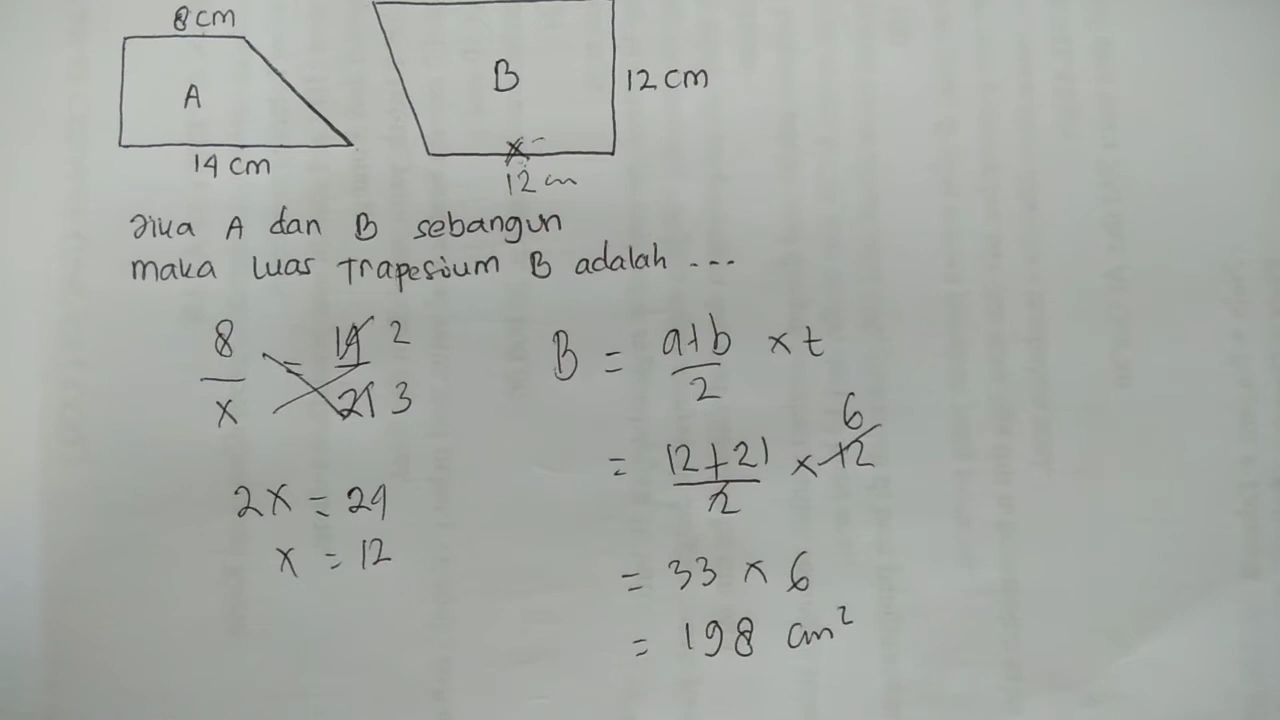 8 cm
A
14 cm
B
12 cm
x
12 cm
Jika A dan B sebangun
maka luas Trapesium B adalah ...
8/x = 14/21 2/3
2x = 24
x = 12
B = a+b/2 x t
= 12+21/2 x 12 6
= 33 x 6
= 198 cm²